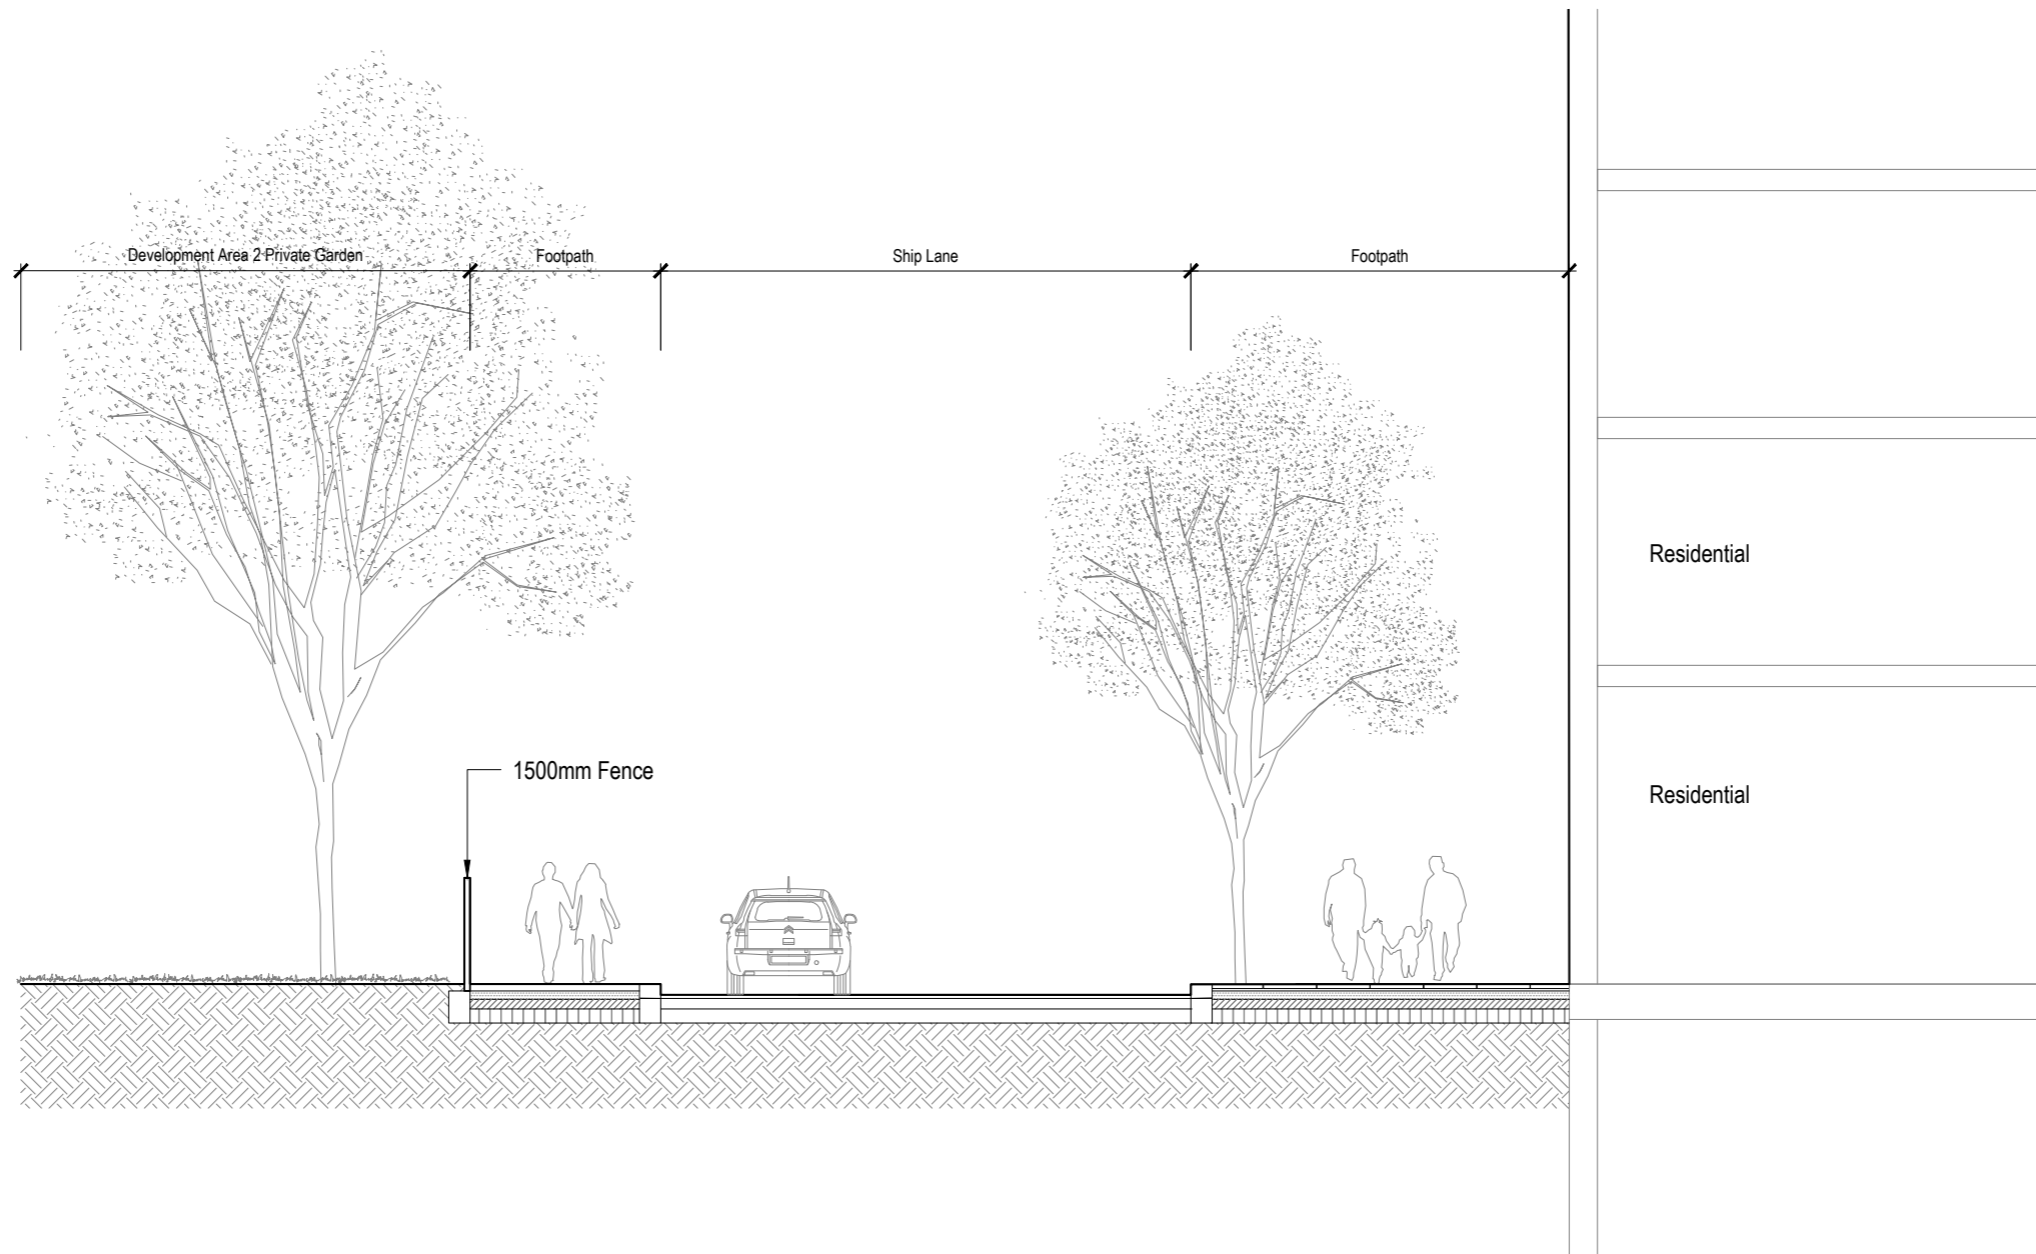 Development Area 2 Private Garden
Footpath
Ship Lane
Footpath
Residential
1500mm Fence
Residential